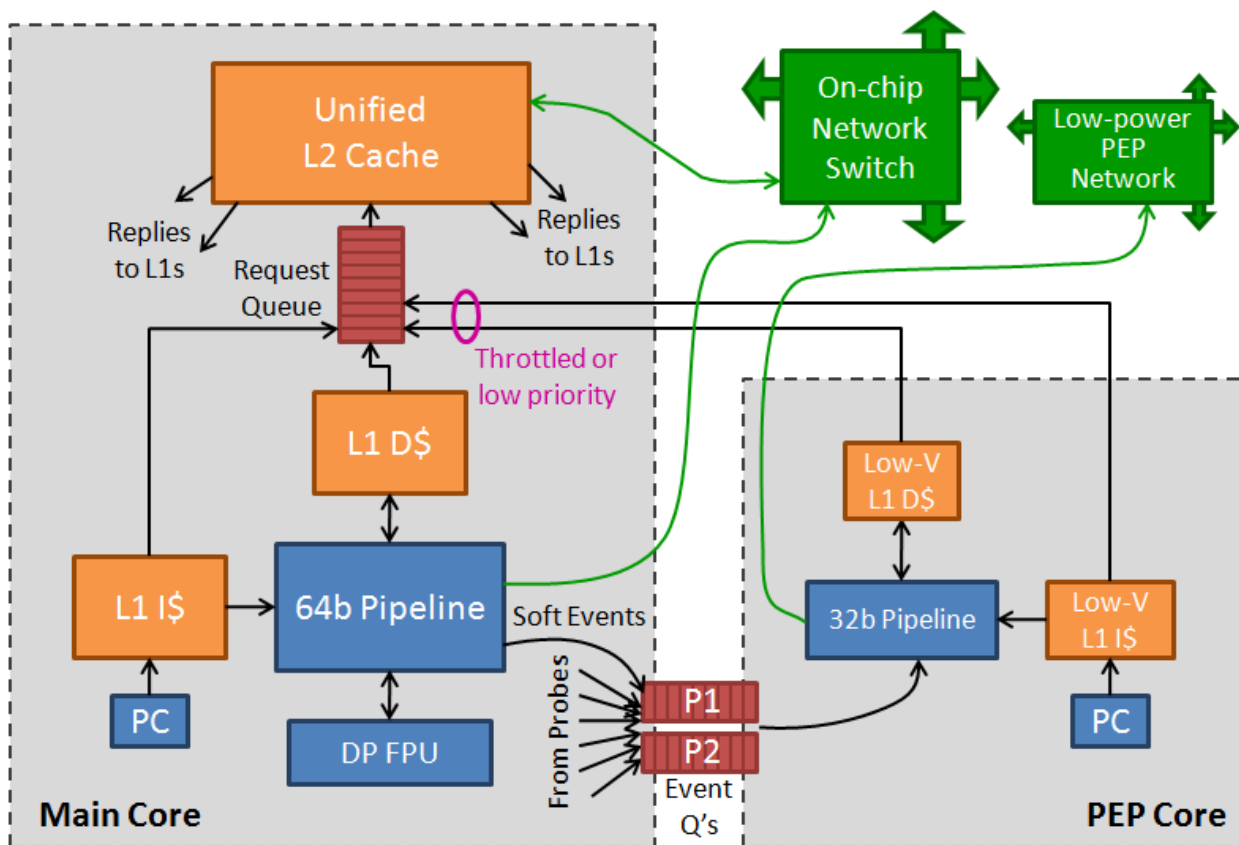 Unified
L2 Cache
On-chip
Network
Switch
Low-power
PEP
Network
Replies
to L1s
Replies
to L1s
Request
Queue
Throttled or
low priority
L1 D$
Low-V
L1 D$
L1 I$
64b Pipeline
Soft Events
32b Pipeline
Low-V
L1 I$
PC
DP FPU
From Probes
P1
P2
Event
Q's
PC
Main Core
PEP Core